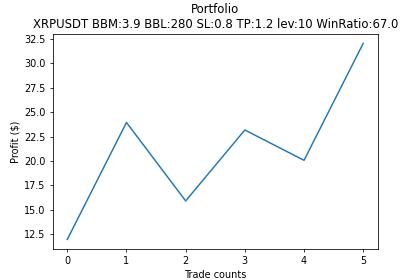 Portfolio
XRPUSDT BBM:3.9 BBL:280 SL:0.8 TP:1.2 lev:10 WinRatio:67.0
32.5
30.0
27.5
25.0
22.5
20.0
17.5
15.0
12.5
Profit ($)
0 1 2 3 4 5
Trade counts